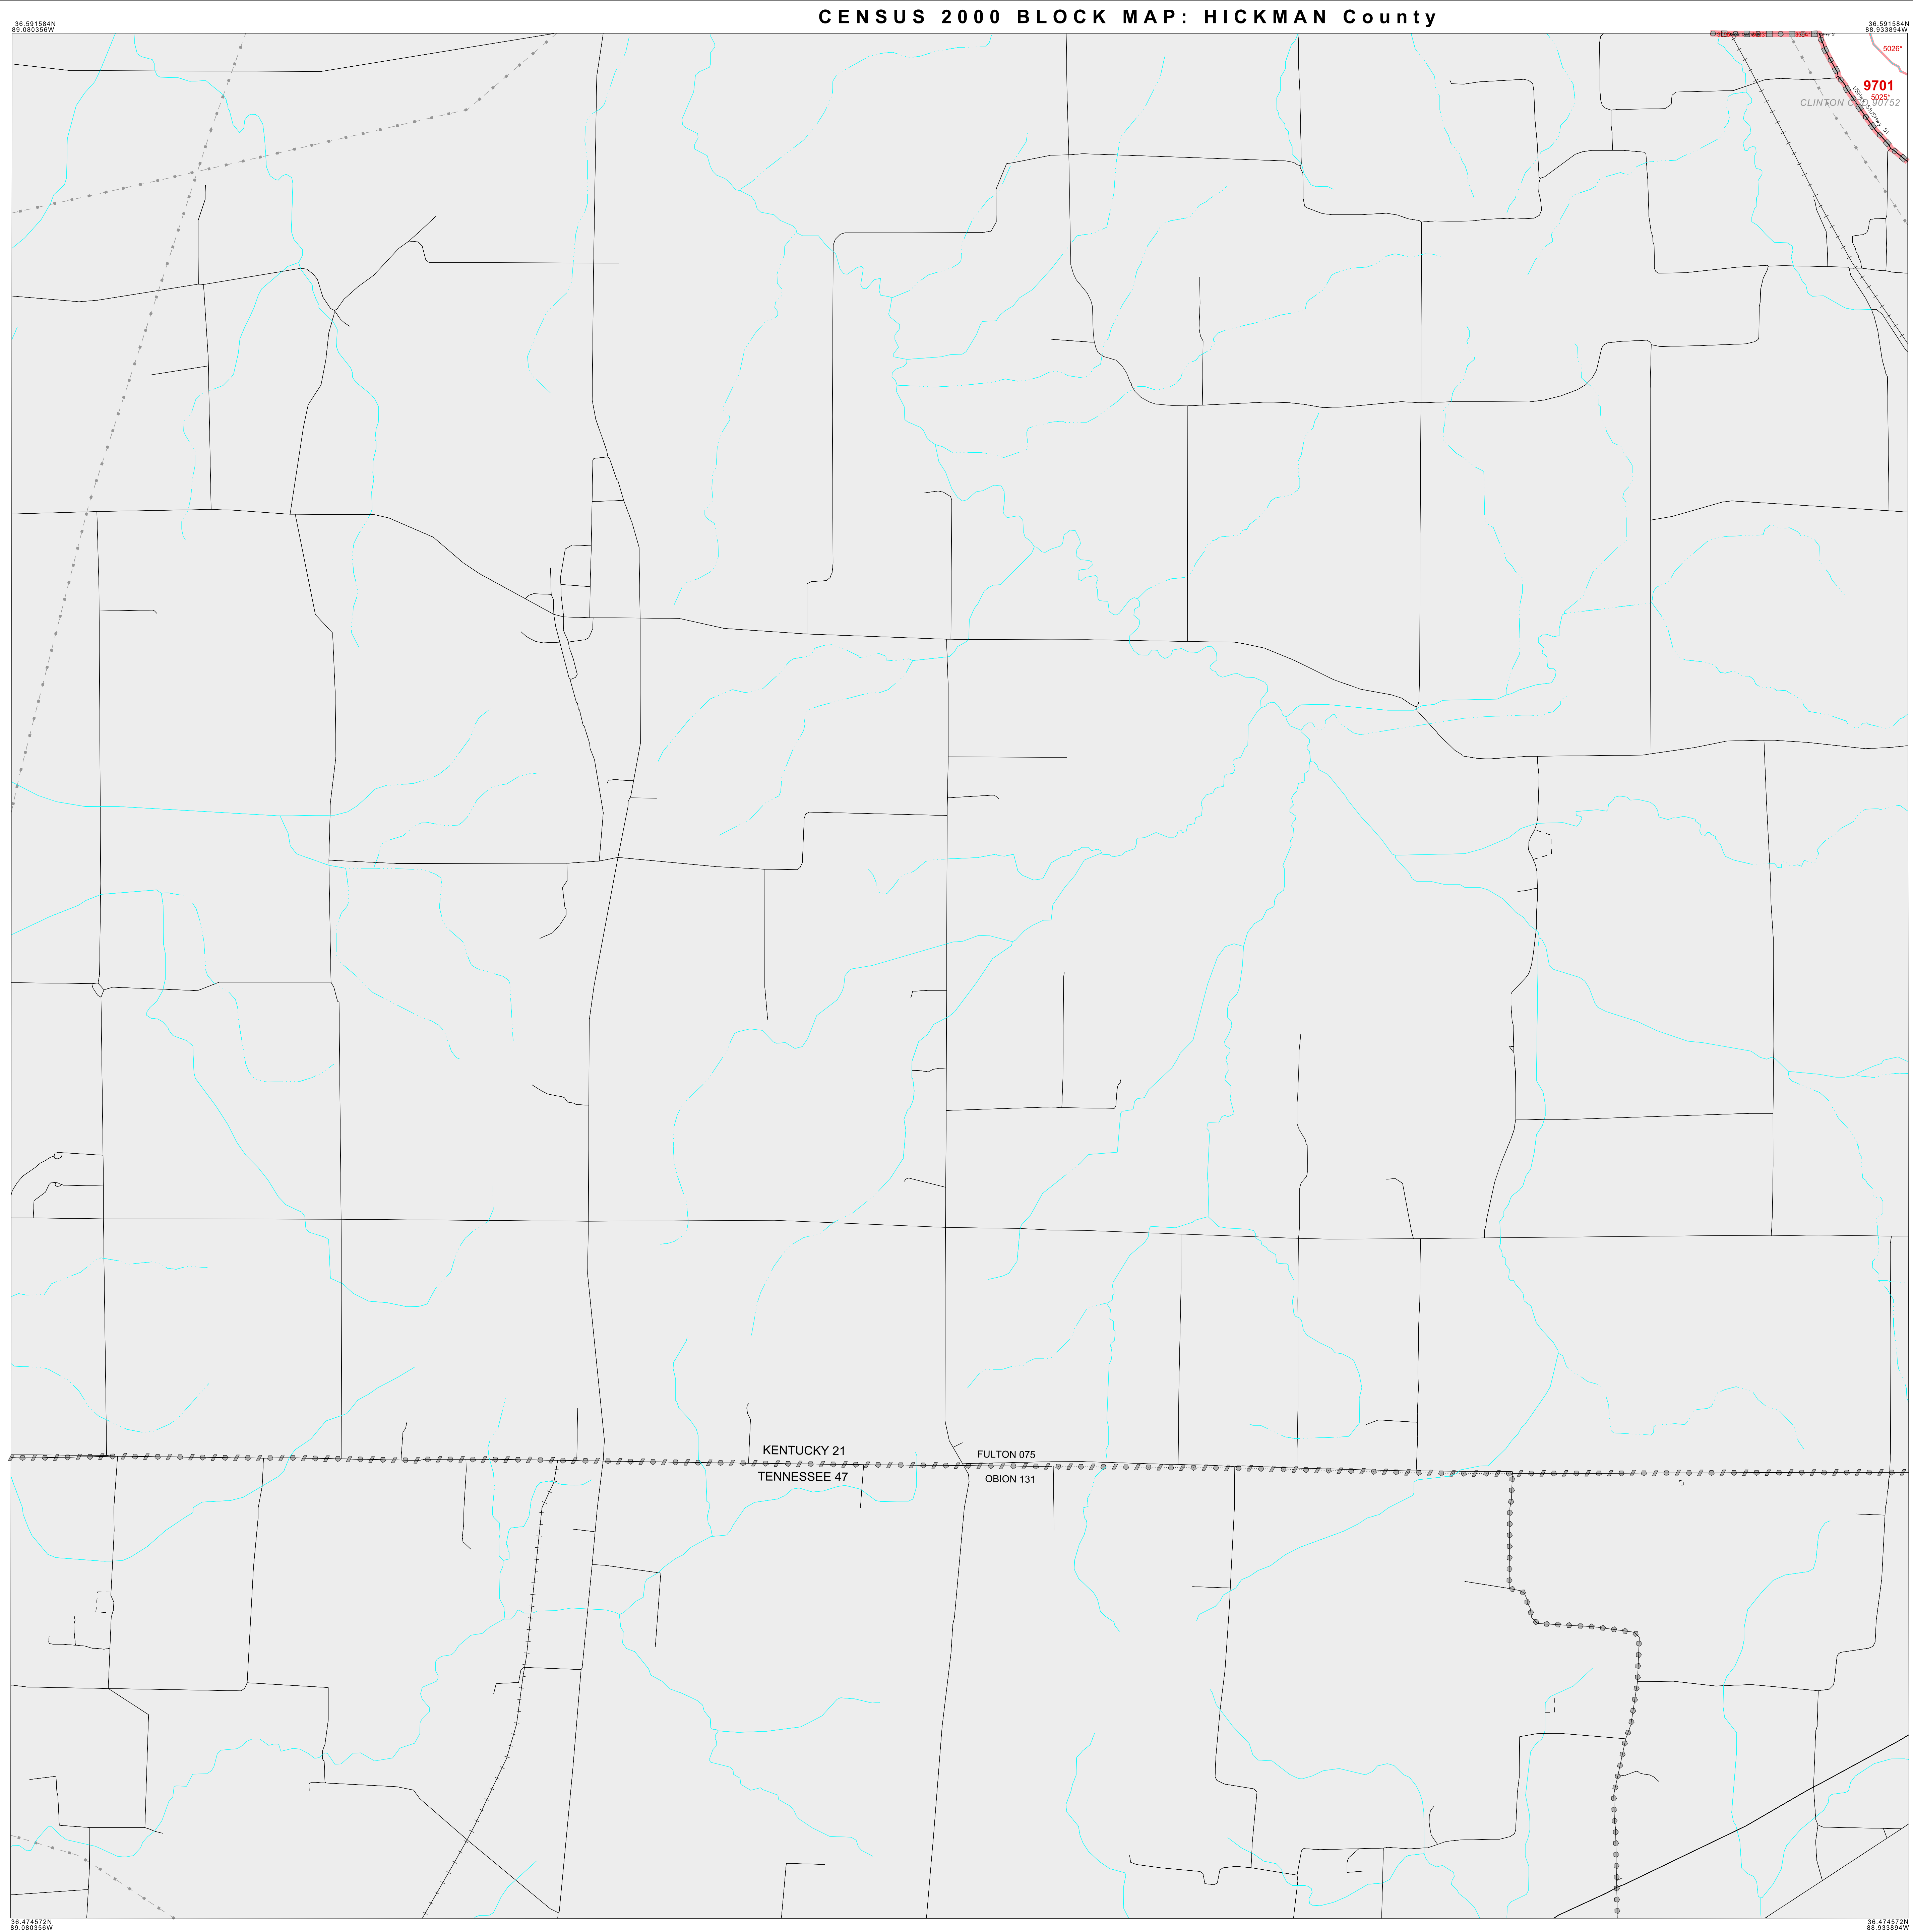 CENSUS 2000 BLOCK MAP: HICKMAN County
36.591584N
89.080356W
36.591584N
88.933894W
5026*
9701
5025*
CLINTON CCD 90752
51
KENTUCKY 21
FULTON 075
TENNESSEE 47
OBION 131
36.474572N
89.080356W
36.474572N
88.933894W